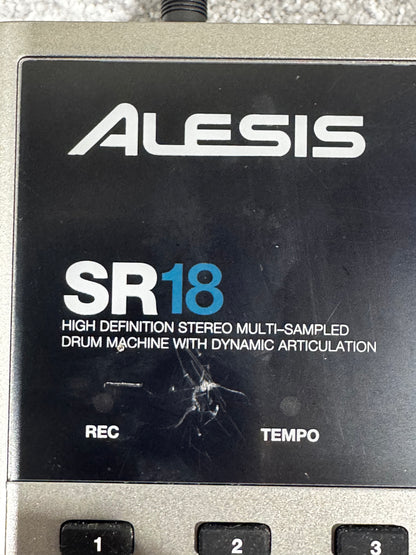 ALESIS
SR18
HIGH DEFINITION STEREO MULTI-SAMPLED
DRUM MACHINE WITH DYNAMIC ARTICULATION
REC TEMPO
1 2 3